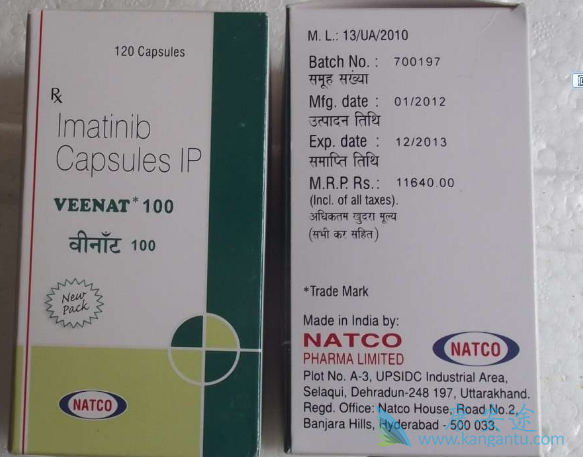 120 Capsules
Rx
Imatinib
Capsules IP
VEENAT* 100
वीनाँट 100
New
Pack
NATCO
M. L.: 13/UA/2010
Batch No. : 700197
समूह सख्या
Mfg. date : 01/2012
उत्पादन तिथि
Exp. date : 12/2013
समाप्ति तिथि
M.R.P. Rs.: 11640.00
(Incl. of all taxes).
अधिकतम खुदरा मूल्य
(सभी कर सहित)
*Trade Mark
Made in India by:
NATCO
PHARMA LIMITED
NATCO
Plot No. A-3, UPSIDC Industrial Area,
Selaqui, Dehradun-248 197, Uttarakhand.
Regd. Office: Natco House, Road No.2,
Banjara Hills, Hyderabad - 500 033.
康安途
www.kangantu.com